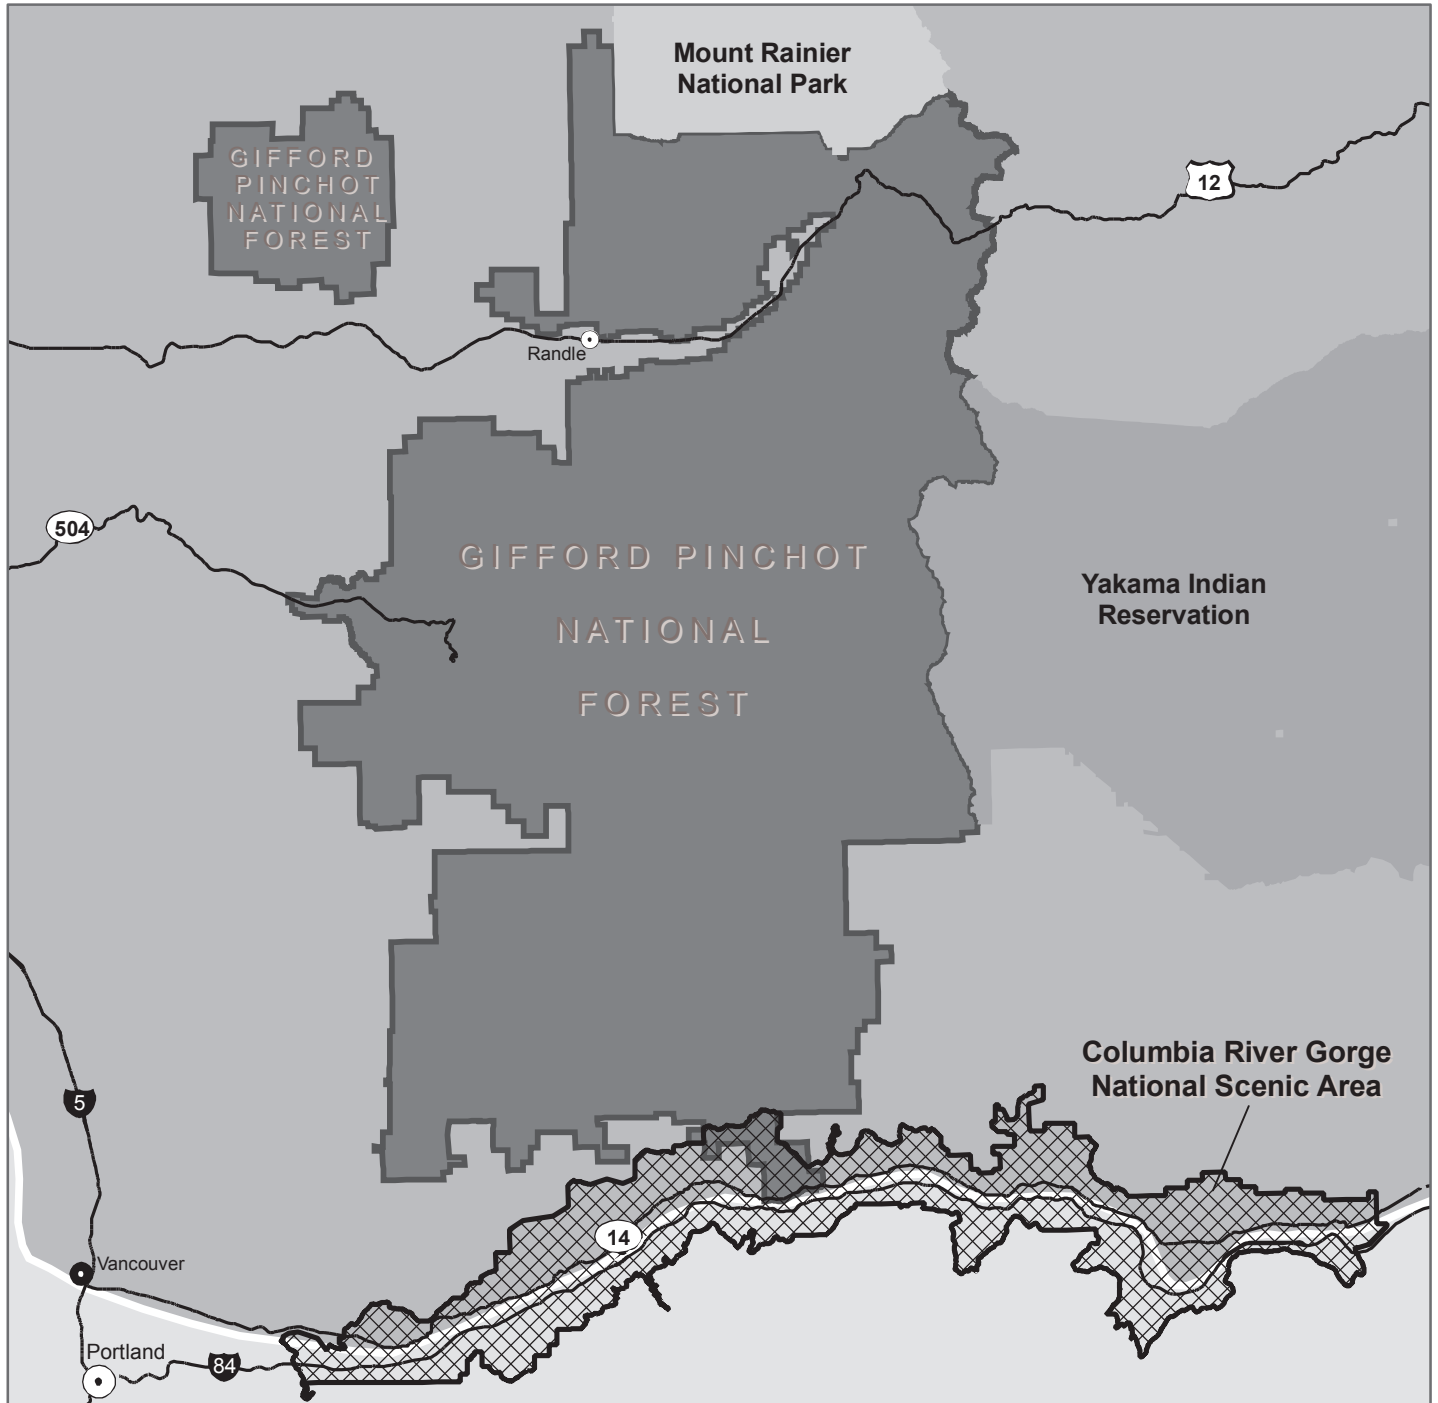 Mount Rainier
National Park
GIFFORD
PINCHOT
NATIONAL
FOREST
12
Randle
504
GIFFORD PINCHOT
NATIONAL
FOREST
Yakama Indian
Reservation
Columbia River Gorge
National Scenic Area
5
14
Vancouver
Portland
84